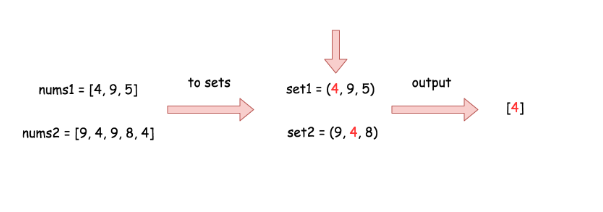 nums1 = [4, 9, 5]
nums2 = [9, 4, 9, 8, 4]
to sets
set1 = (4, 9, 5)
set2 = (9, 4, 8)
output
[4]